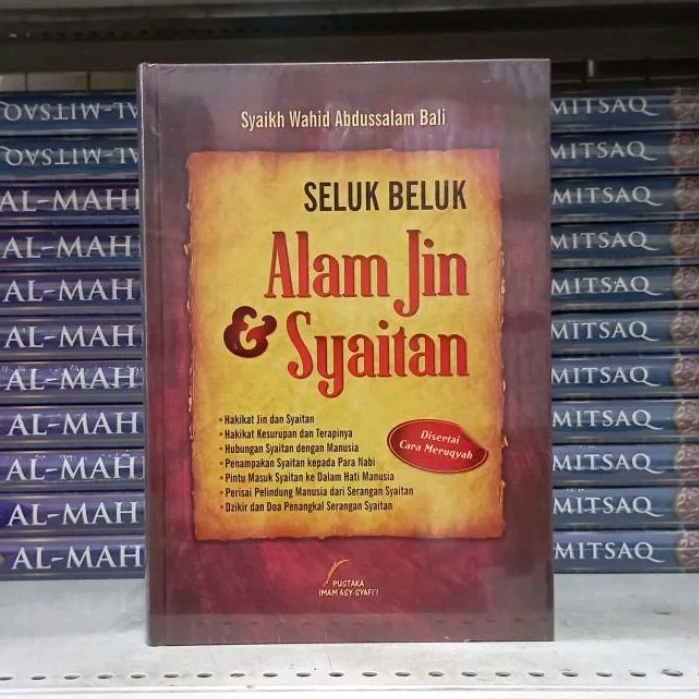 Syaikh Wahid Abdussalam Bali
SELUK BELUK
Alam Jin
& Syaitan
• Hakikat Jin dan Syaitan
• Hakikat Kesurupan dan Terapinya
• Hubungan Syaitan dengan Manusia
• Penampakan Syaitan kepada Para Nabi
• Pintu Masuk Syaitan ke Dalam Hati Manusia
• Perisai Pelindung Manusia dari Serangan Syaitan
• Dzikir dan Doa Penangkal Serangan Syaitan
Disertai
Cara Meruqyah
PUSTAKA
IMAM ASY-SYAFI'I
AL-MITSAQ
AL-MITSAQ
AL-MAH
AL-MAH
AL-MAH
AL-MAH
AL-MAH
AL-MAH
AL-MAH
AL-MAH
AL-MAH
MITSAQ
MITSAQ
MITSAQ
MITSAQ
MITSAQ
MITSAQ
MITSAQ
MITSAQ
MITSAQ
MITSAQ
MITSAQ